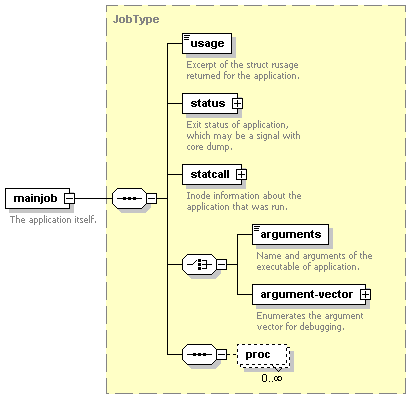 JobType
usage
Excerpt of the struct rusage
returned for the application.
status
Exit status of application,
which may be a signal with
core dump.
statcall
Inode information about the
application that was run.
mainjob
The application itself.
arguments
Name and arguments of the
executable of application.
argument-vector
Enumerates the argument
vector for debugging.
proc
0..∞